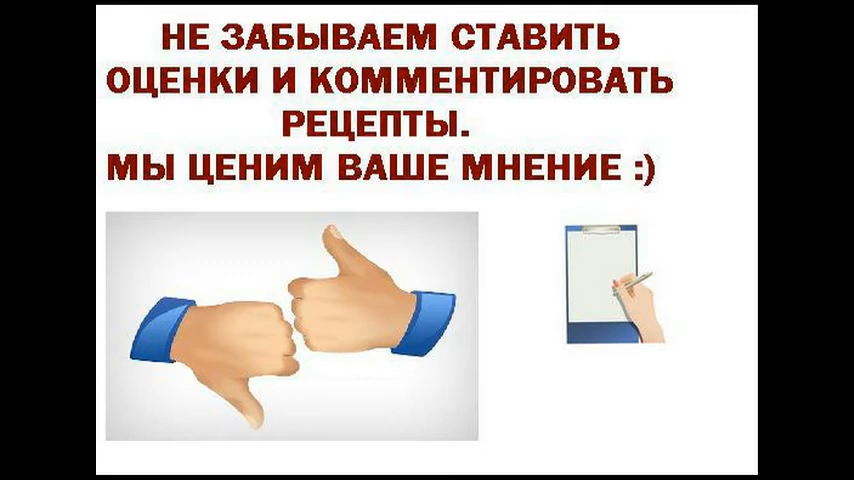 НЕ ЗАБЫВАЕМ СТАВИТЬ
ОЦЕНКИ И КОММЕНТИРОВАТЬ
РЕЦЕПТЫ.
МЫ ЦЕНИМ ВАШЕ МНЕНИЕ :)